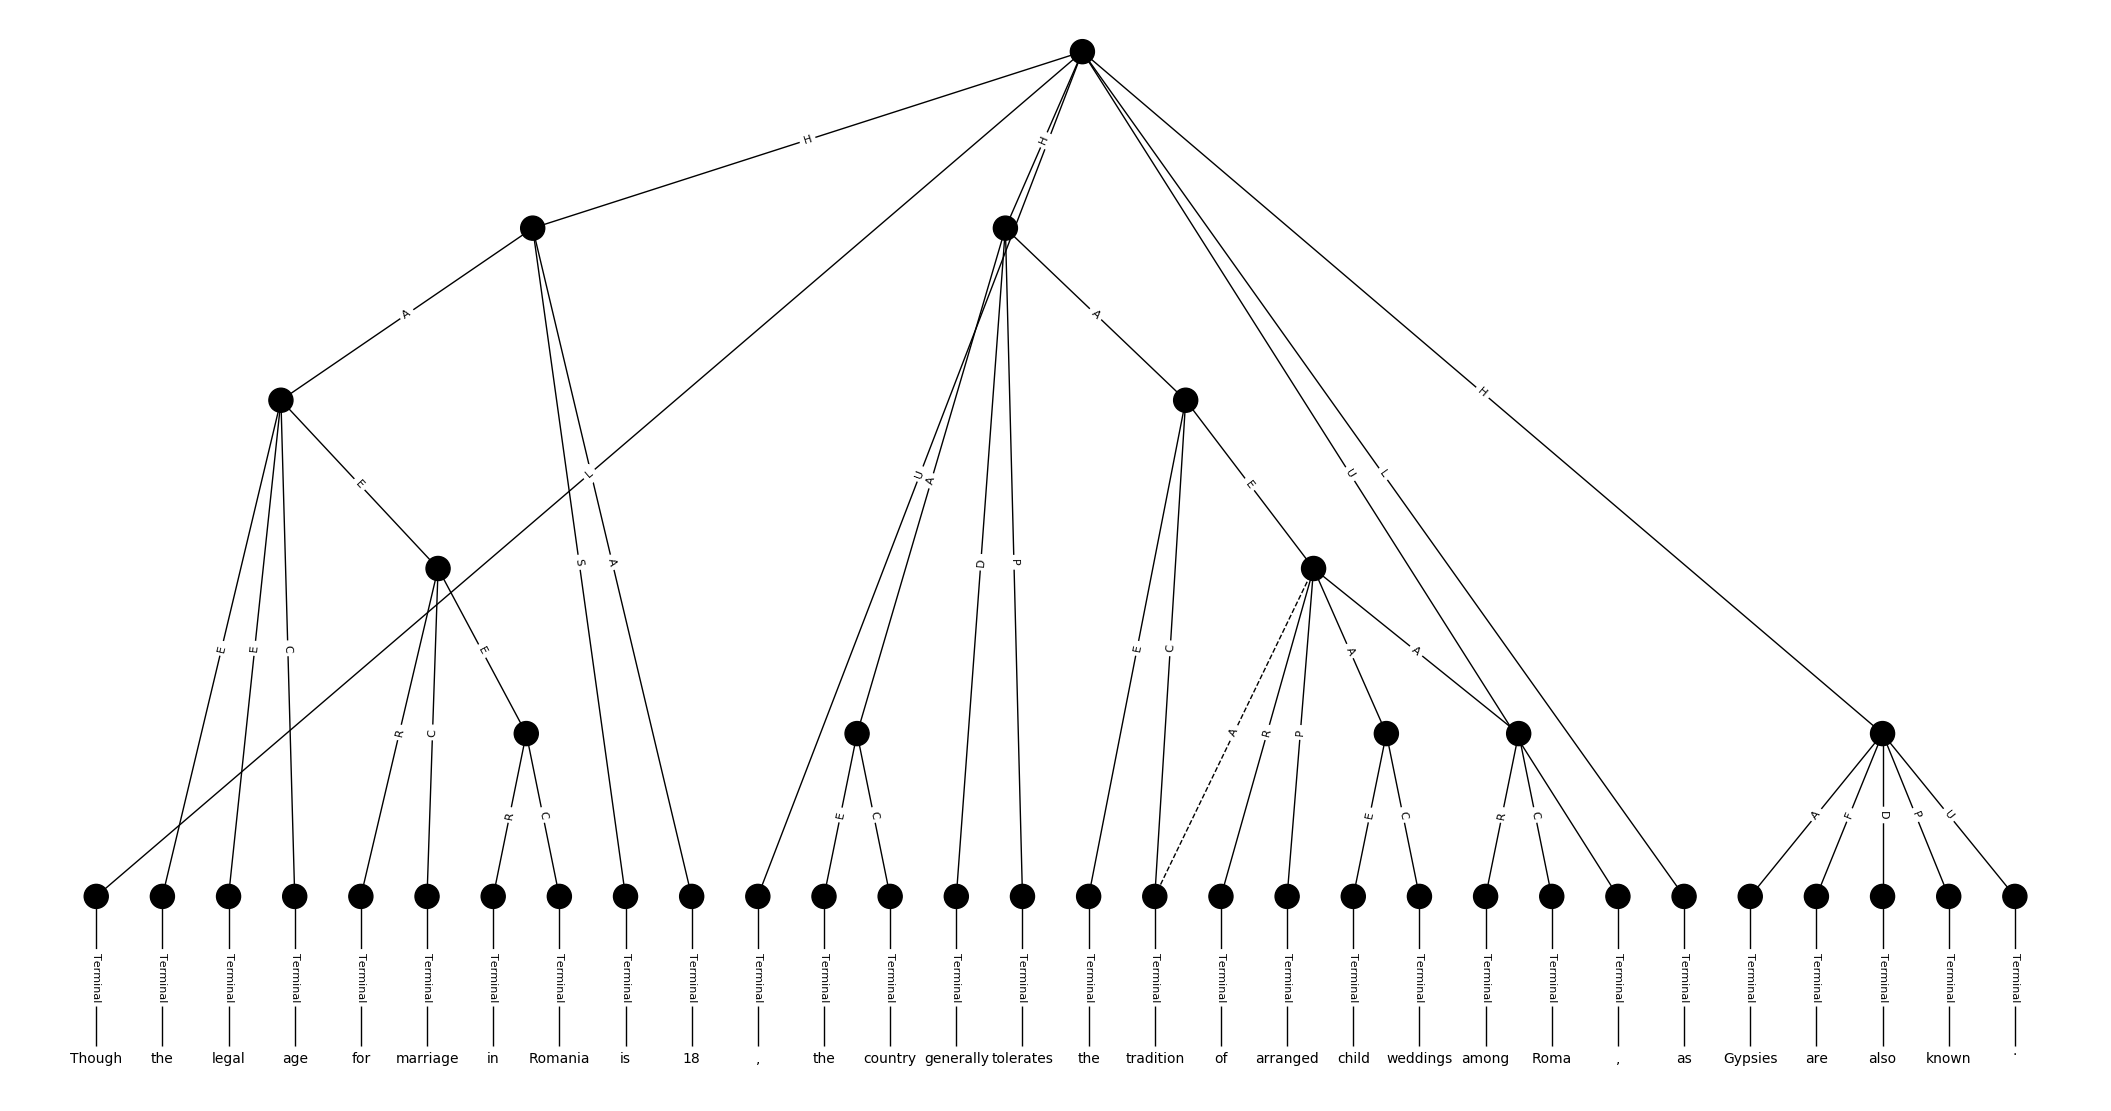 H
H
A
A
H
E
L
U
A
U
L
E
S
A
D
P
E
E
C
E
E
C
A
A
R
C
A
R
P
R
C
E
C
E
C
R
C
A
F
D
P
U
Terminal Terminal Terminal Terminal Terminal Terminal Terminal Terminal Terminal Terminal Terminal Terminal Terminal Terminal Terminal Terminal Terminal Terminal Terminal Terminal Terminal Terminal Terminal Terminal Terminal Terminal Terminal Terminal Terminal Terminal
Though the legal age for marriage in Romania is 18 , the country generally tolerates the tradition of arranged child weddings among Roma , as Gypsies are also known .